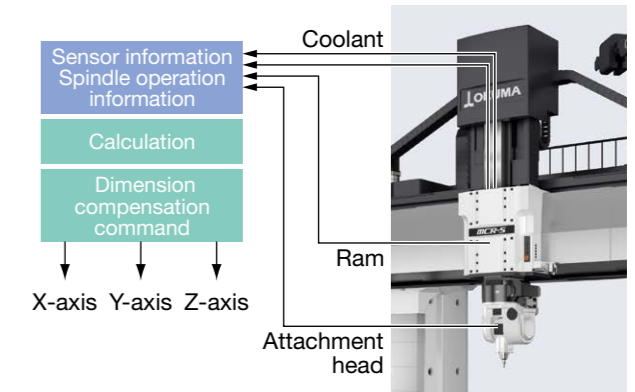 Coolant
Sensor information
Spindle operation
information
Calculation
Dimension
compensation
command
X-axis Y-axis Z-axis
Ram
Attachment
head
OKUMA
MCR-S